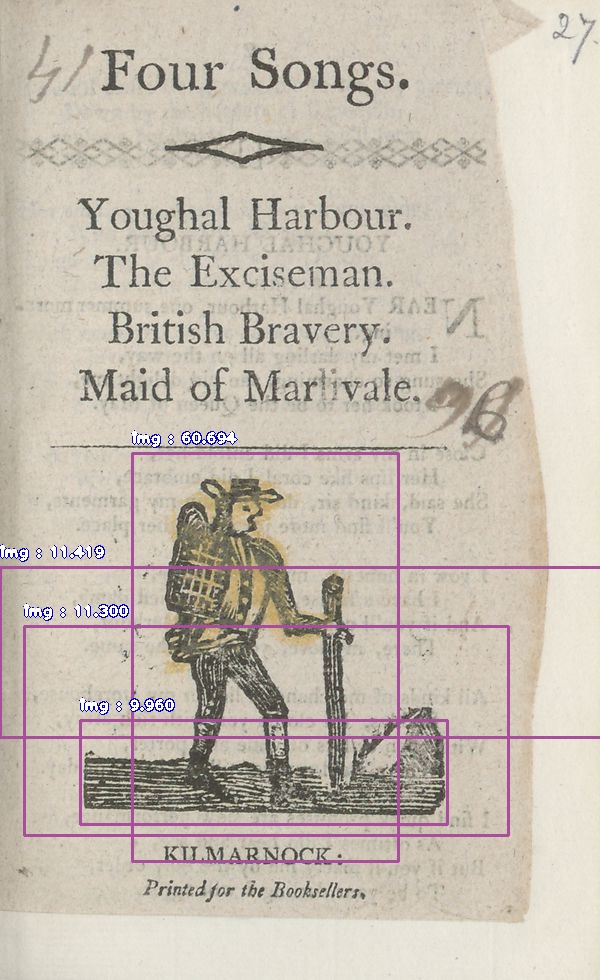 27.
Four Songs.
Youghal Harbour.
The Exciseman.
British Bravery.
Maid of Marlivale.
96
img : 60.694
img : 11.419
img : 11.300
img : 9.960
KILMARNOCK:
Printed for the Booksellers.